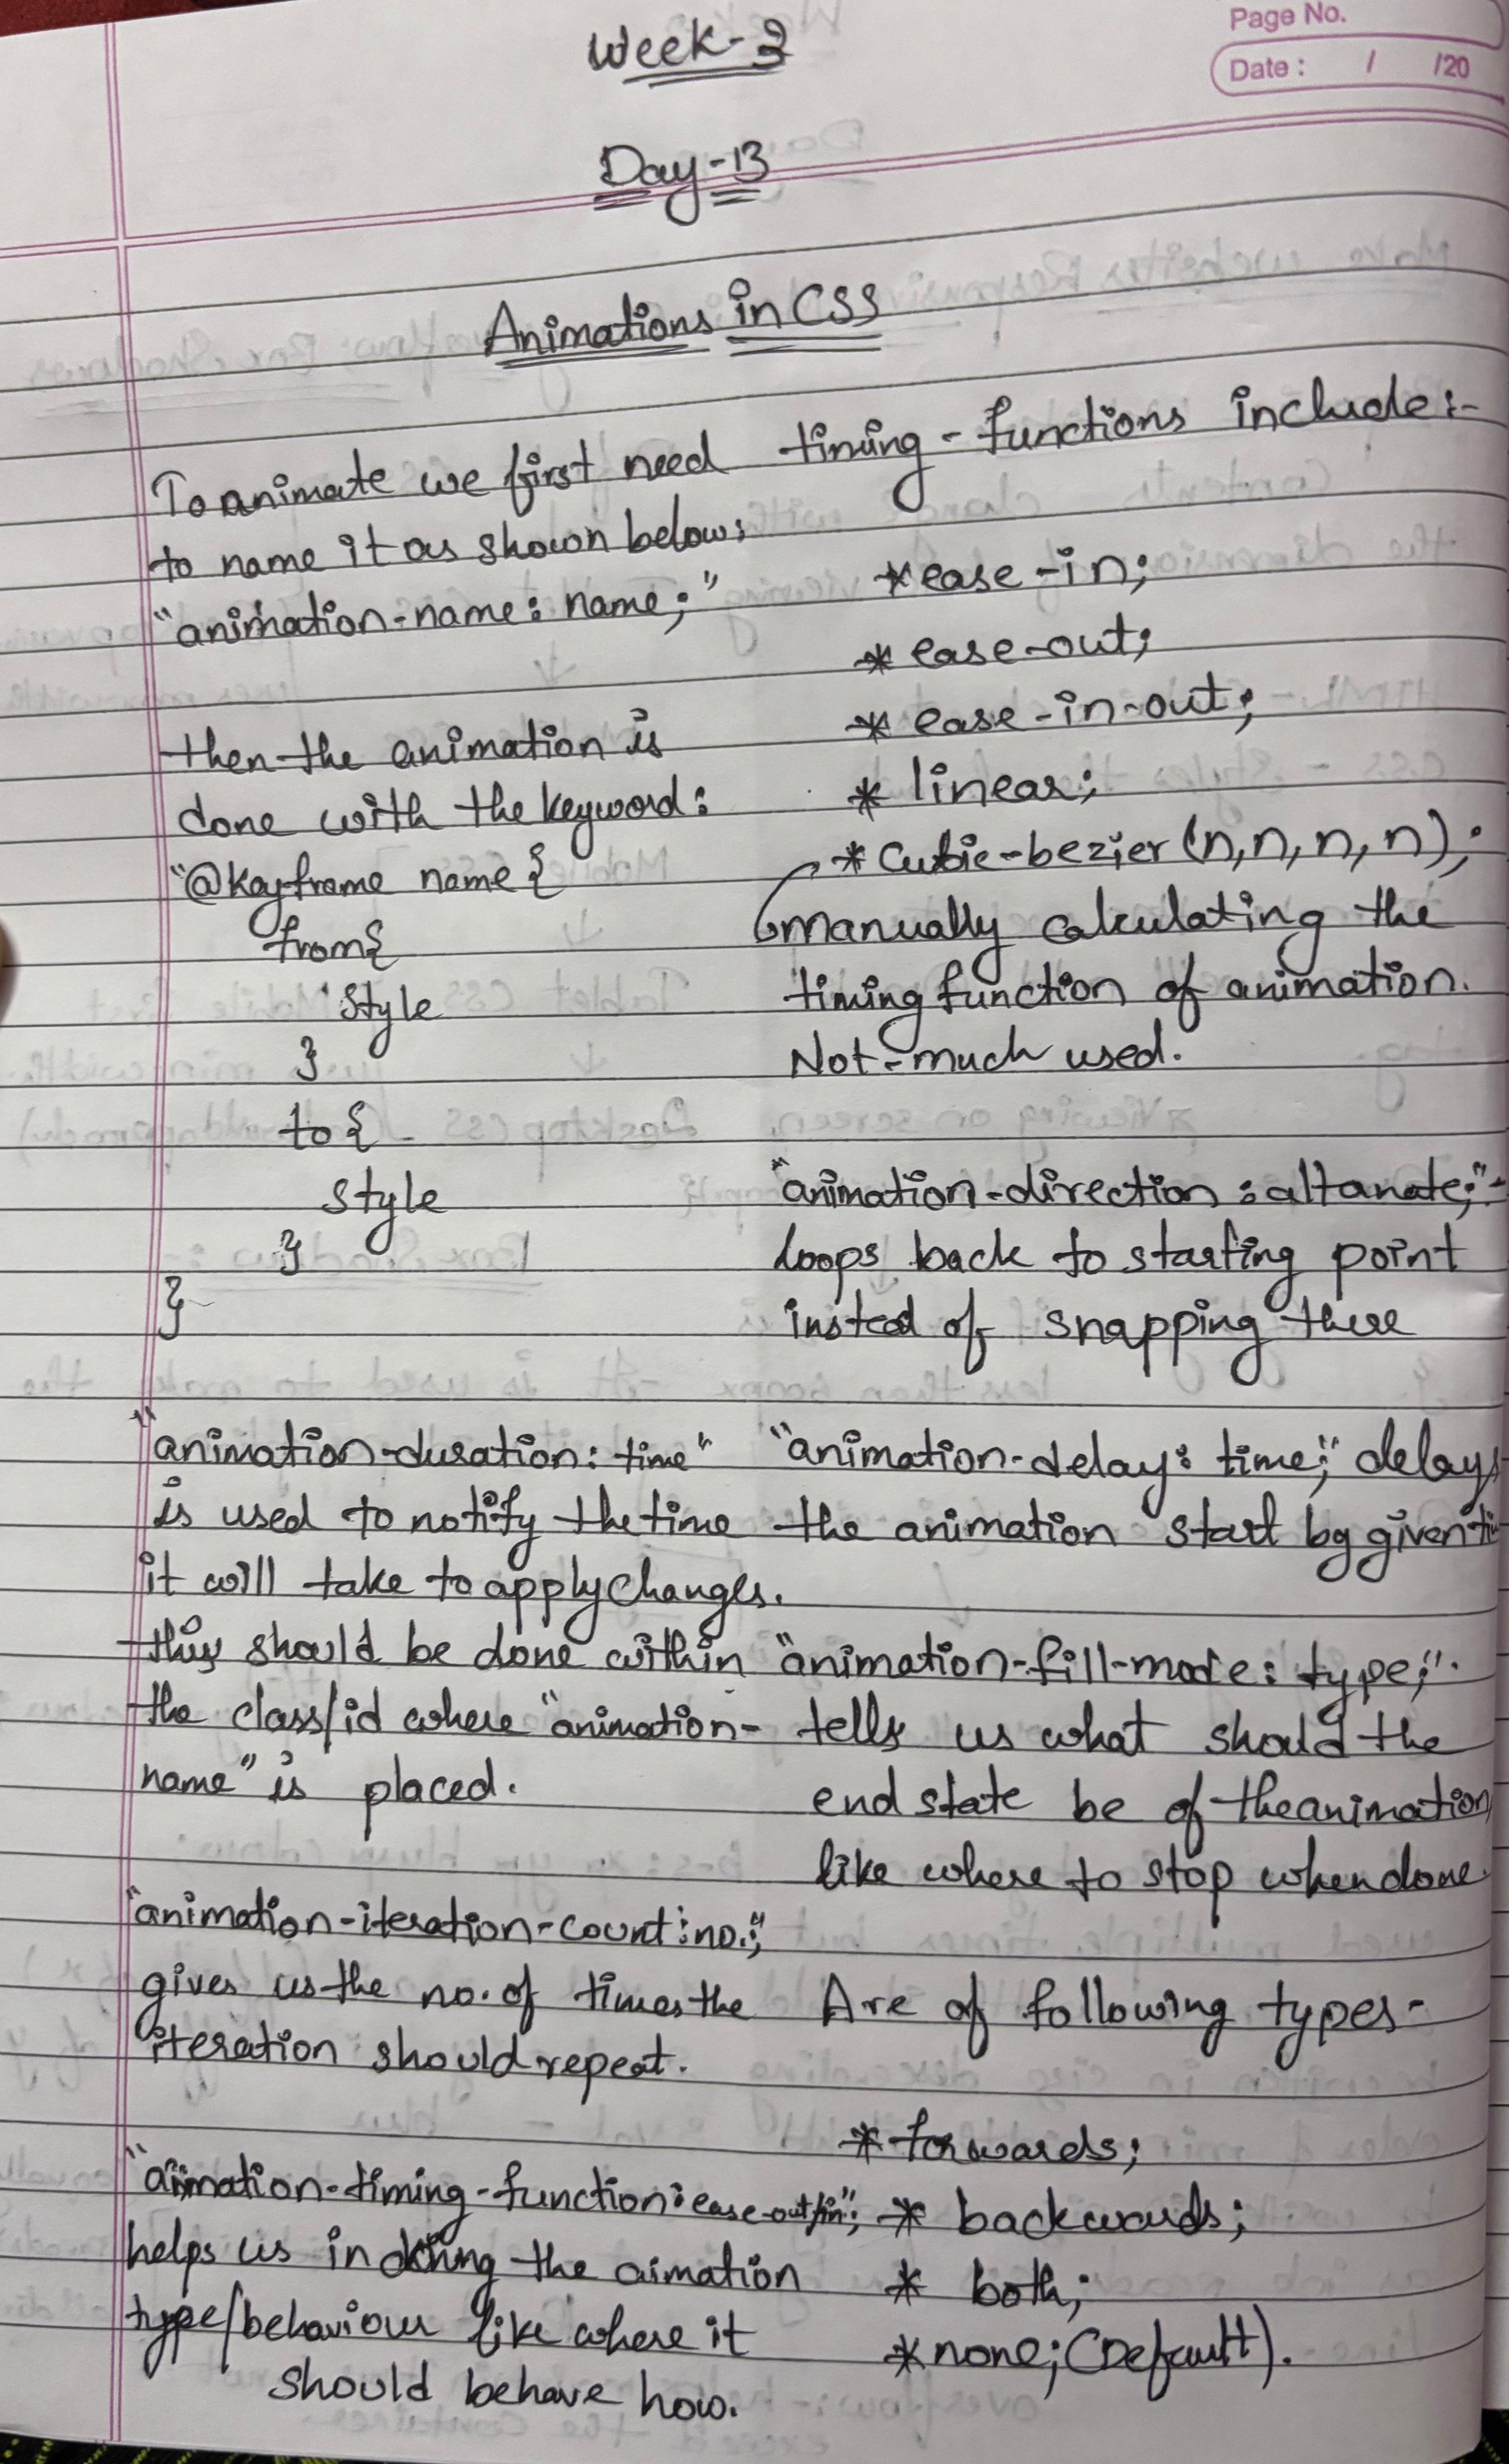 Page No.
Date : / /20
Week-3
Day-13
Animations in CSS
To animate we first need
to name it as shown below:
"animation-name: name;"
then the animation is
done with the keyword:
"@keyframe name {
from{
style
}
to {
style
}
}
"animation-duration: time"
is used to notify the time
it will take to apply changes.
this should be done within
the class/id where "animation-
name" is placed.
"animation-iteration-count: no.;"
gives us the no. of times the
iteration should repeat.
"animation-timing-function: ease-out/in";
helps us in doing the aimation
type/behaviour like where it
should behave how.
timing-functions include:-
* ease-in;
* ease-out;
* ease-in-out;
* linear;
* Cubic-bezier (n, n, n, n);
manually calculating the
timing function of animation.
Not-much used.
"animation-direction: altanate;"-
loops back to starting point
insted of snapping there
"animation-delay: time;" delays
the animation start by given
"animation-fill-mode: type;".
tells us what should the
end state be of the animation
like where to stop when done.
Are of following types-
* forwards;
* backwards;
* both;
* none; (Default).